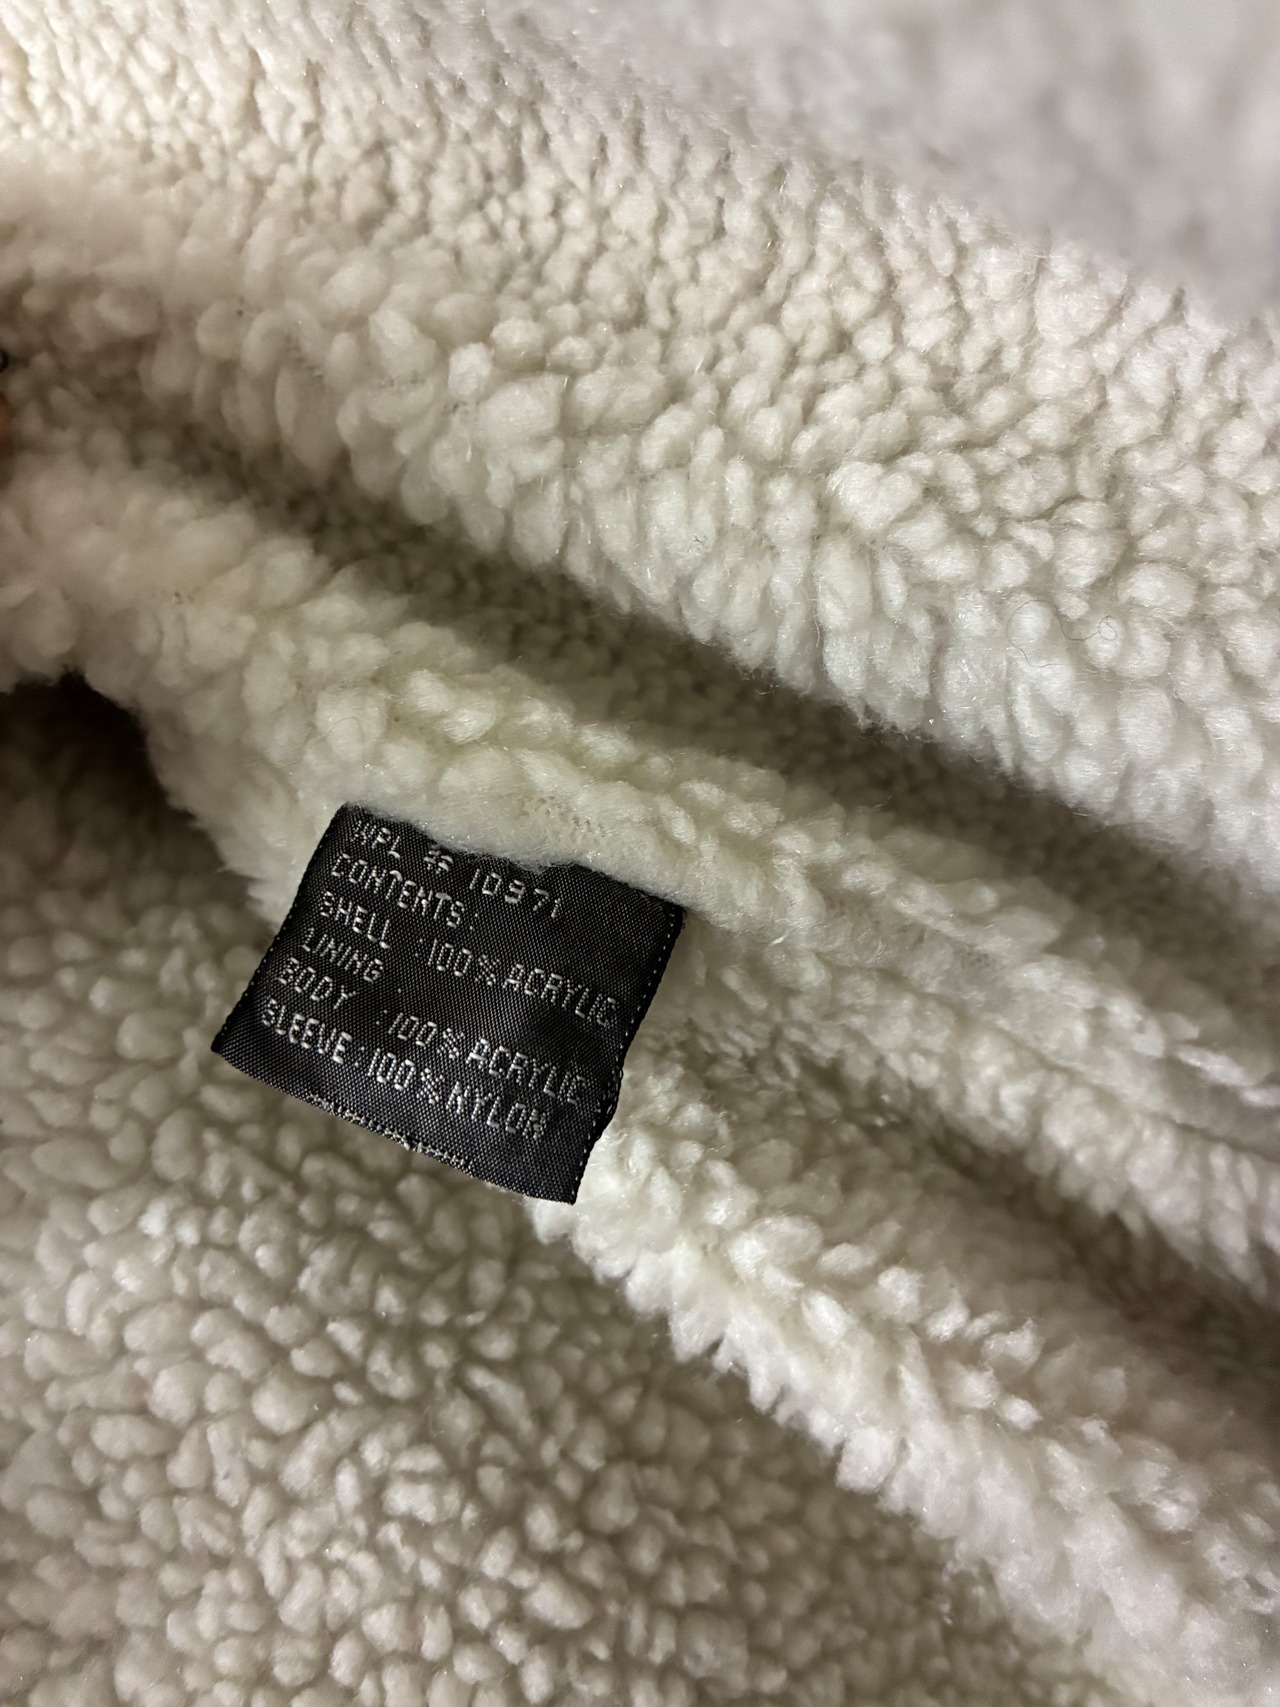 WPL # 10971
CONTENTS:
SHELL :100% ACRYLIC
LINING
BODY :100% ACRYLIC
SLEEVE:100% NYLON